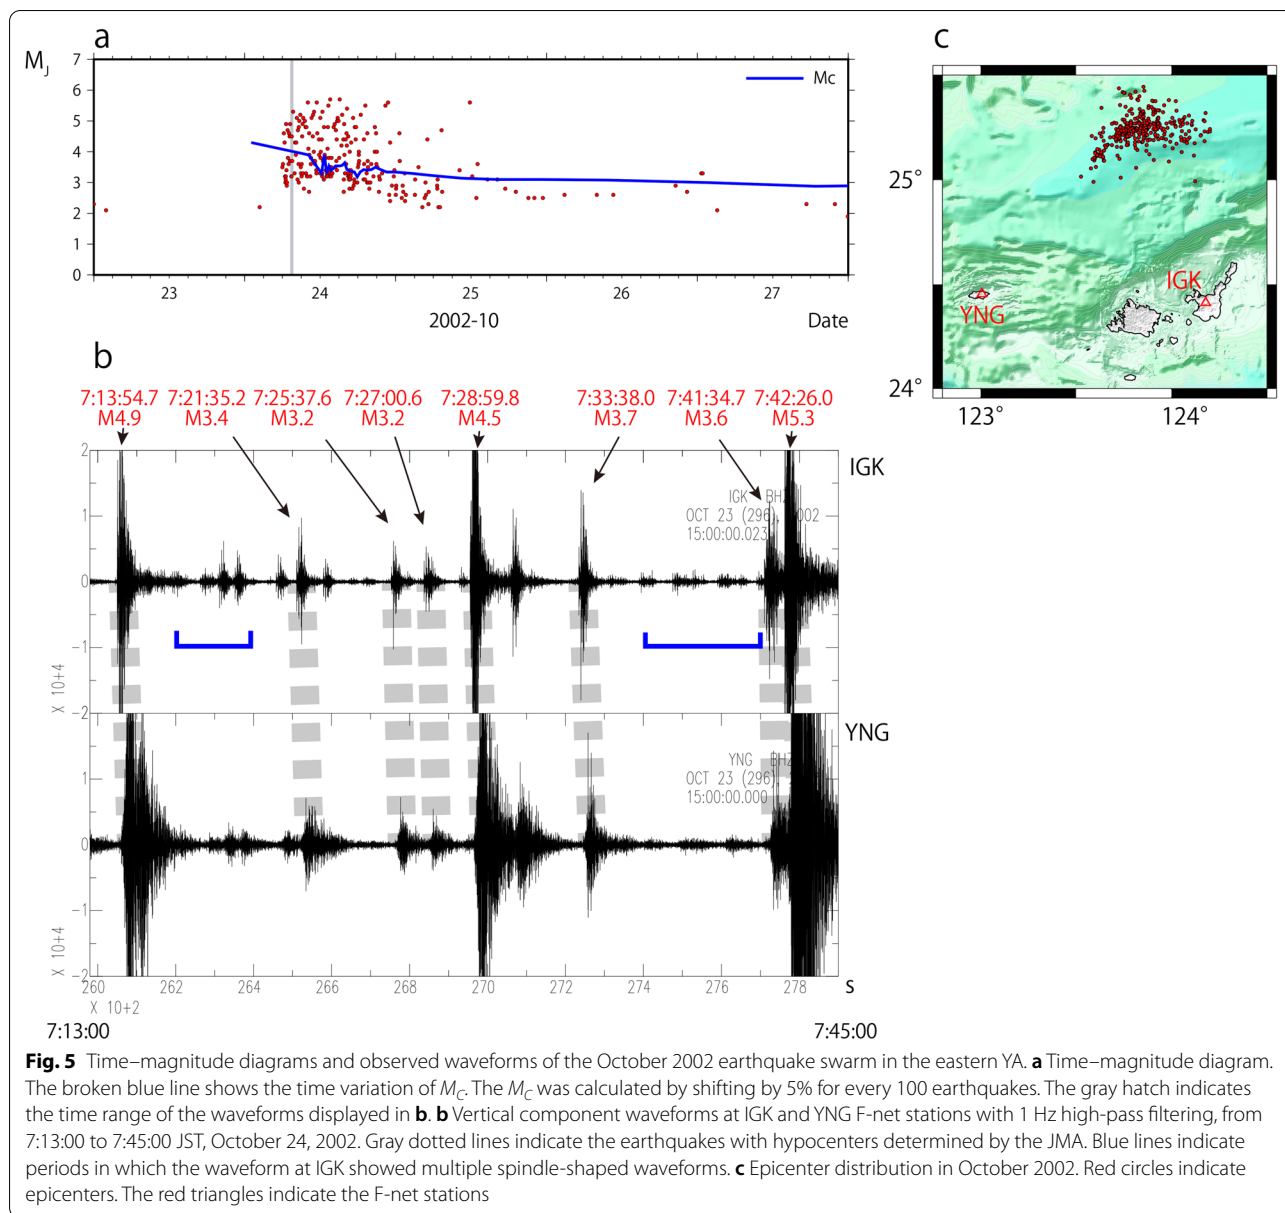 a
M_J
7
6
5
4
3
2
1
0
Mc
23
24
25
26
27
2002-10
Date
c
25°
24°
123°
124°
YNG
IGK
b
7:13:54.7 7:21:35.2 7:25:37.6 7:27:00.6 7:28:59.8 7:33:38.0 7:41:34.7 7:42:26.0
M4.9 M3.4 M3.2 M3.2 M4.5 M3.7 M3.6 M5.3
IGK
2
1
0
-1
-2
X 10+4
IGK BHZ
OCT 23 (296), 2002
15:00:00.023
YNG
2
1
0
-1
-2
X 10+4
YNG BHZ
OCT 23 (296),
15:00:00.000
260 262 264 266 268 270 272 274 276 278 s
X 10+2
7:13:00 7:45:00
Fig. 5 Time–magnitude diagrams and observed waveforms of the October 2002 earthquake swarm in the eastern YA. a Time–magnitude diagram.
The broken blue line shows the time variation of M_C. The M_C was calculated by shifting by 5% for every 100 earthquakes. The gray hatch indicates
the time range of the waveforms displayed in b. b Vertical component waveforms at IGK and YNG F-net stations with 1 Hz high-pass filtering, from
7:13:00 to 7:45:00 JST, October 24, 2002. Gray dotted lines indicate the earthquakes with hypocenters determined by the JMA. Blue lines indicate
periods in which the waveform at IGK showed multiple spindle-shaped waveforms. c Epicenter distribution in October 2002. Red circles indicate
epicenters. The red triangles indicate the F-net stations